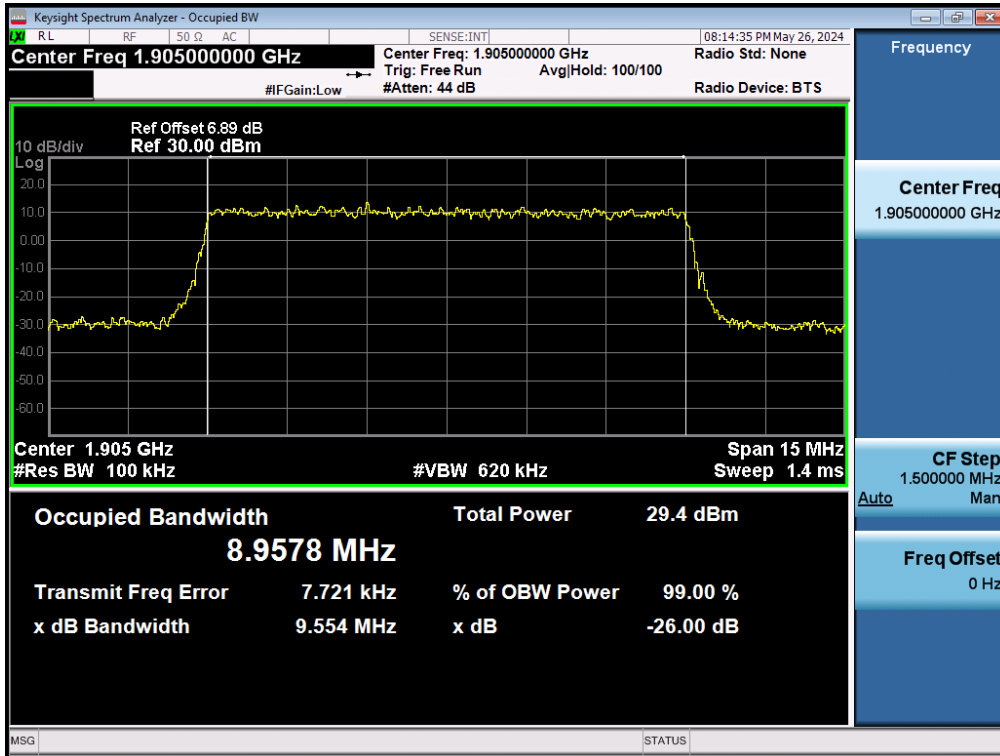 Keysight Spectrum Analyzer - Occupied BW
LXI RL RF 50 Ω AC SENSE:INT 08:14:35 PM May 26, 2024
Center Freq 1.905000000 GHz
Center Freq: 1.905000000 GHz
Radio Std: None
Trig: Free Run Avg|Hold: 100/100
#IFGain:Low
#Atten: 44 dB
Radio Device: BTS
Frequency
Ref Offset 6.89 dB
10 dB/div Ref 30.00 dBm
Log
20.0
10.0
0.00
-10.0
-20.0
-30.0
-40.0
-50.0
-60.0
Center 1.905 GHz Span 15 MHz
#Res BW 100 kHz #VBW 620 kHz Sweep 1.4 ms
Occupied Bandwidth Total Power 29.4 dBm
8.9578 MHz
Transmit Freq Error 7.721 kHz % of OBW Power 99.00 %
x dB Bandwidth 9.554 MHz x dB -26.00 dB
Center Freq
1.905000000 GHz
CF Step
1.500000 MHz
Auto Man
Freq Offset
0 Hz
MSG STATUS